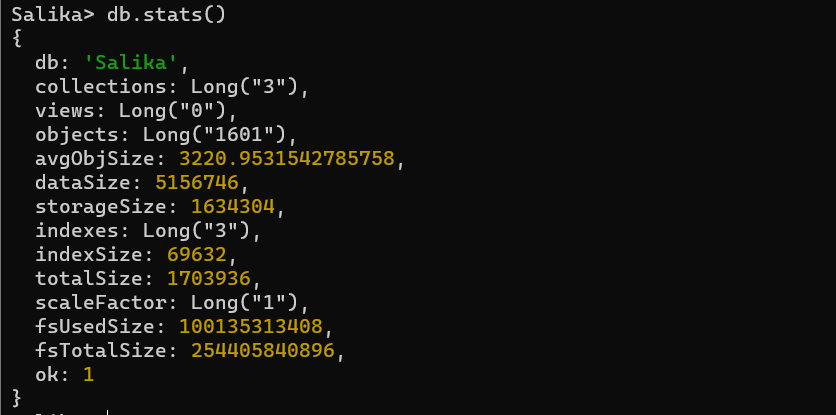 Salika> db.stats()
{
  db: 'Salika',
  collections: Long("3"),
  views: Long("0"),
  objects: Long("1601"),
  avgObjSize: 3220.9531542785758,
  dataSize: 5156746,
  storageSize: 1634304,
  indexes: Long("3"),
  indexSize: 69632,
  totalSize: 1703936,
  scaleFactor: Long("1"),
  fsUsedSize: 100135313408,
  fsTotalSize: 254405840896,
  ok: 1
}